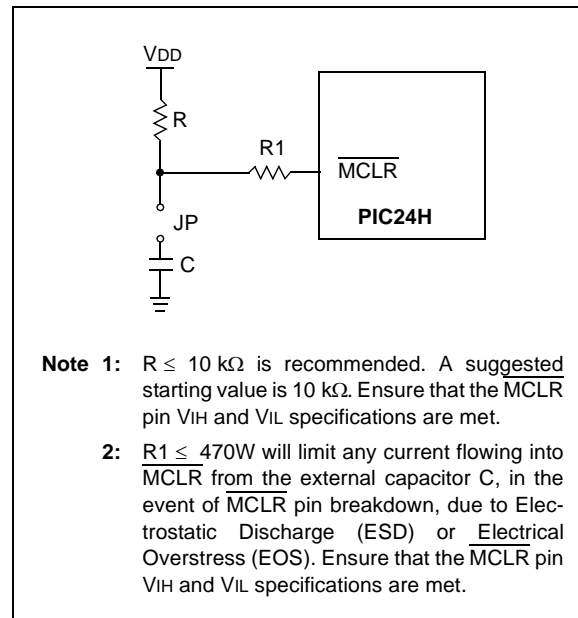 VDD
R
R1
MCLR
PIC24H
JP
C
Note 1: R ≤ 10 kΩ is recommended. A suggested
starting value is 10 kΩ. Ensure that the MCLR
pin VIH and VIL specifications are met.
2: R1 ≤ 470W will limit any current flowing into
MCLR from the external capacitor C, in the
event of MCLR pin breakdown, due to Elec-
trostatic Discharge (ESD) or Electrical
Overstress (EOS). Ensure that the MCLR pin
VIH and VIL specifications are met.